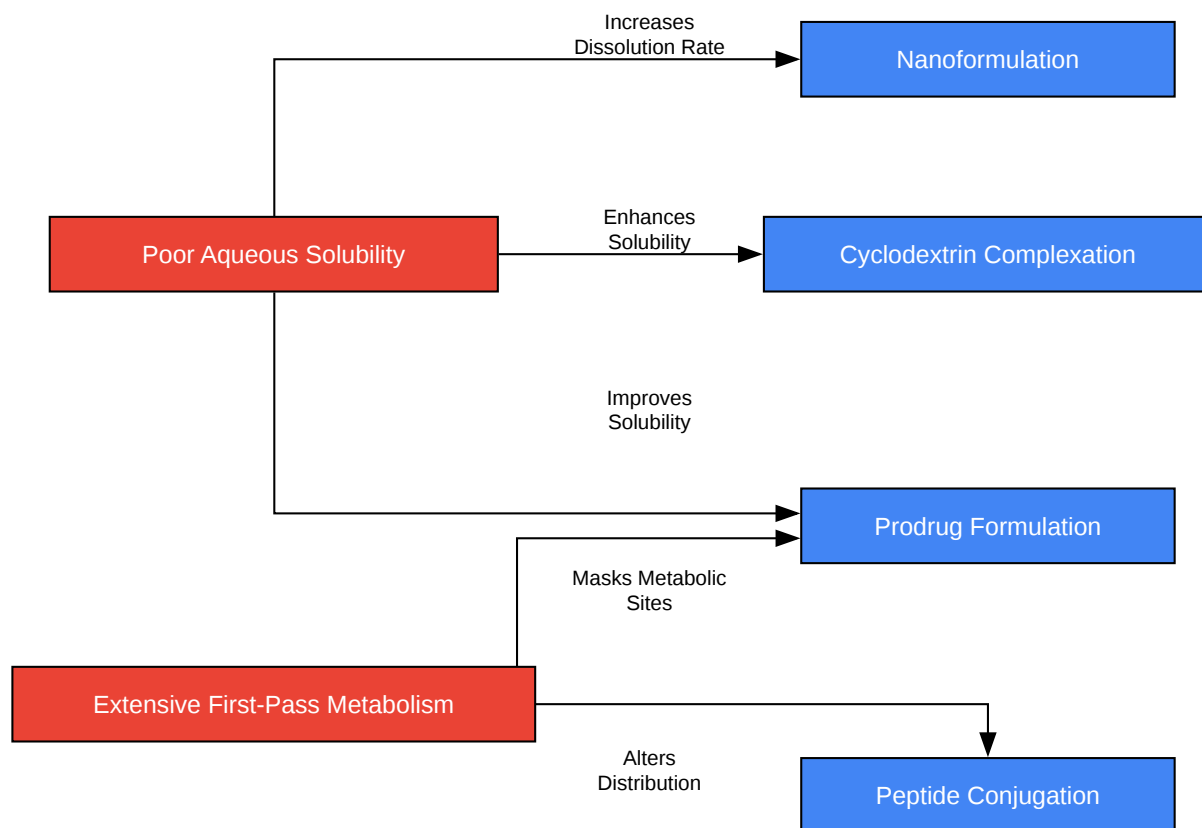 Increases
Dissolution Rate
Nanoformulation
Poor Aqueous Solubility
Enhances
Solubility
Cyclodextrin Complexation
Improves
Solubility
Prodrug Formulation
Masks Metabolic
Sites
Extensive First-Pass Metabolism
Alters
Distribution
Peptide Conjugation